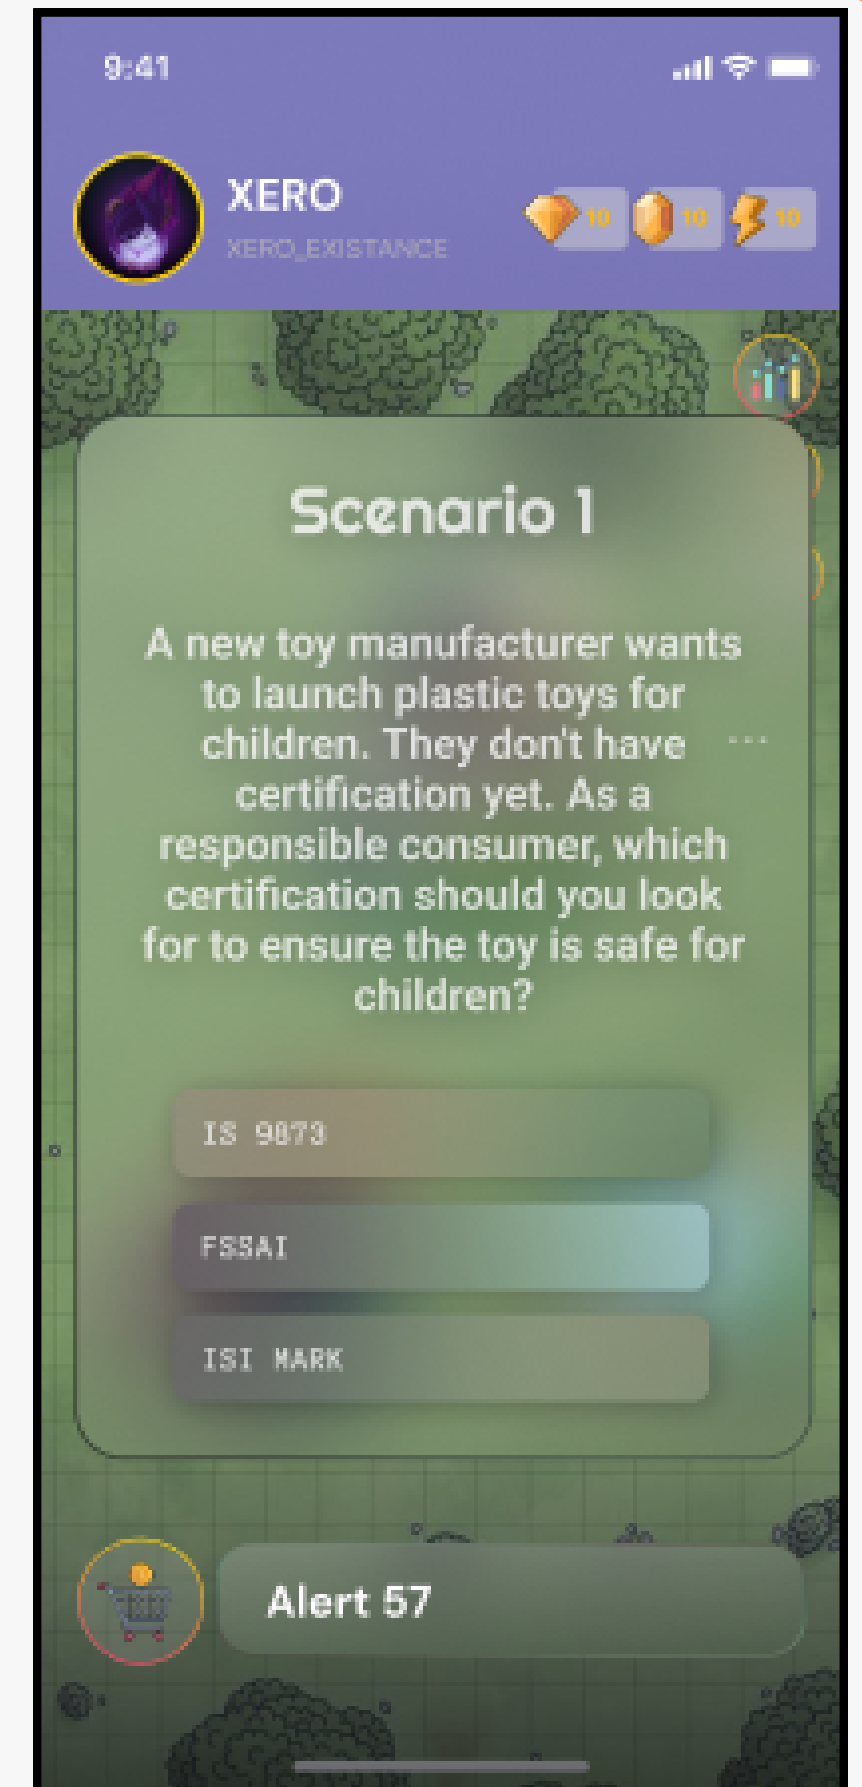 9:41
XERO
XERO_EXISTANCE
10 10 10
Scenario 1
A new toy manufacturer wants
to launch plastic toys for
children. They don't have
certification yet. As a
responsible consumer, which
certification should you look
for to ensure the toy is safe for
children?
...
IS 9873
FSSAI
ISI MARK
Alert 57